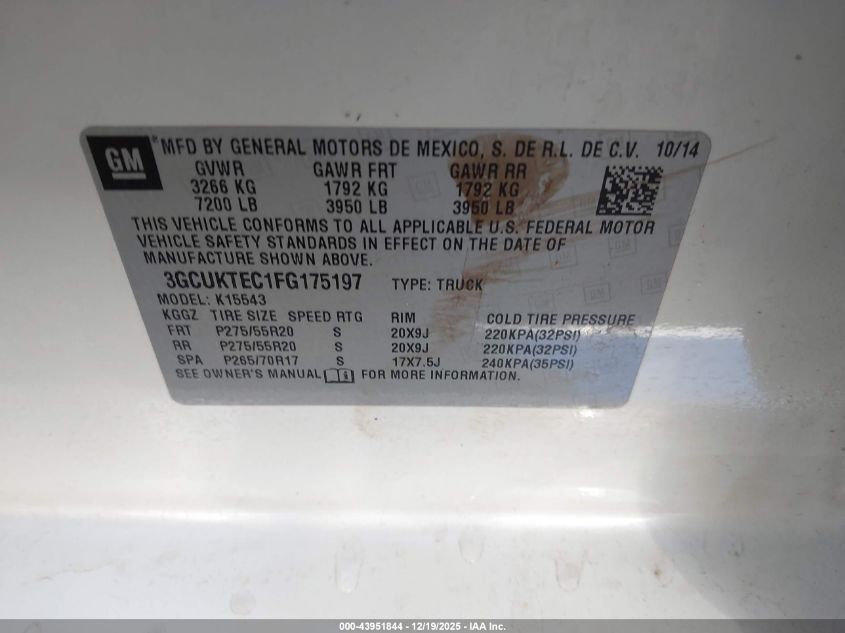 GM
MFD BY GENERAL MOTORS DE MEXICO, S. DE R.L. DE C.V. 10/14
GVWR GAWR FRT GAWR RR
3266 KG 1792 KG 1792 KG
7200 LB 3950 LB 3950 LB
THIS VEHICLE CONFORMS TO ALL APPLICABLE U.S. FEDERAL MOTOR
VEHICLE SAFETY STANDARDS IN EFFECT ON THE DATE OF
MANUFACTURE SHOWN ABOVE.
3GCUKTEC1FG175197 TYPE: TRUCK
MODEL: K15543
KGGZ TIRE SIZE SPEED RTG RIM COLD TIRE PRESSURE
FRT P275/55R20 S 20X9J 220KPA(32PSI)
RR P275/55R20 S 20X9J 220KPA(32PSI)
SPA P265/70R17 S 17X7.5J 240KPA(35PSI)
SEE OWNER'S MANUAL FOR MORE INFORMATION.
000-43951844 — 12/19/2025 — IAA Inc.